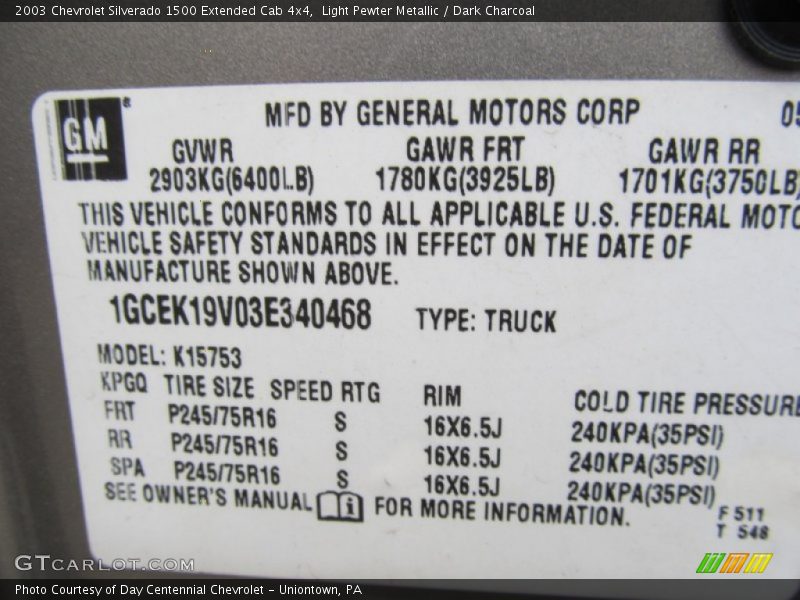 2003 Chevrolet Silverado 1500 Extended Cab 4x4, Light Pewter Metallic / Dark Charcoal
GM®
MFD BY GENERAL MOTORS CORP 05
GVWR GAWR FRT GAWR RR
2903KG(6400LB) 1780KG(3925LB) 1701KG(3750LB)
THIS VEHICLE CONFORMS TO ALL APPLICABLE U.S. FEDERAL MOTO
VEHICLE SAFETY STANDARDS IN EFFECT ON THE DATE OF
MANUFACTURE SHOWN ABOVE.
1GCEK19V03E340468 TYPE: TRUCK
MODEL: K15753
KPGQ TIRE SIZE SPEED RTG RIM COLD TIRE PRESSURE
FRT P245/75R16 S 16X6.5J 240KPA(35PSI)
RR P245/75R16 S 16X6.5J 240KPA(35PSI)
SPA P245/75R16 S 16X6.5J 240KPA(35PSI)
SEE OWNER'S MANUAL i FOR MORE INFORMATION.
F 511
T 548
GTCARLOT.COM
Photo Courtesy of Day Centennial Chevrolet – Uniontown, PA